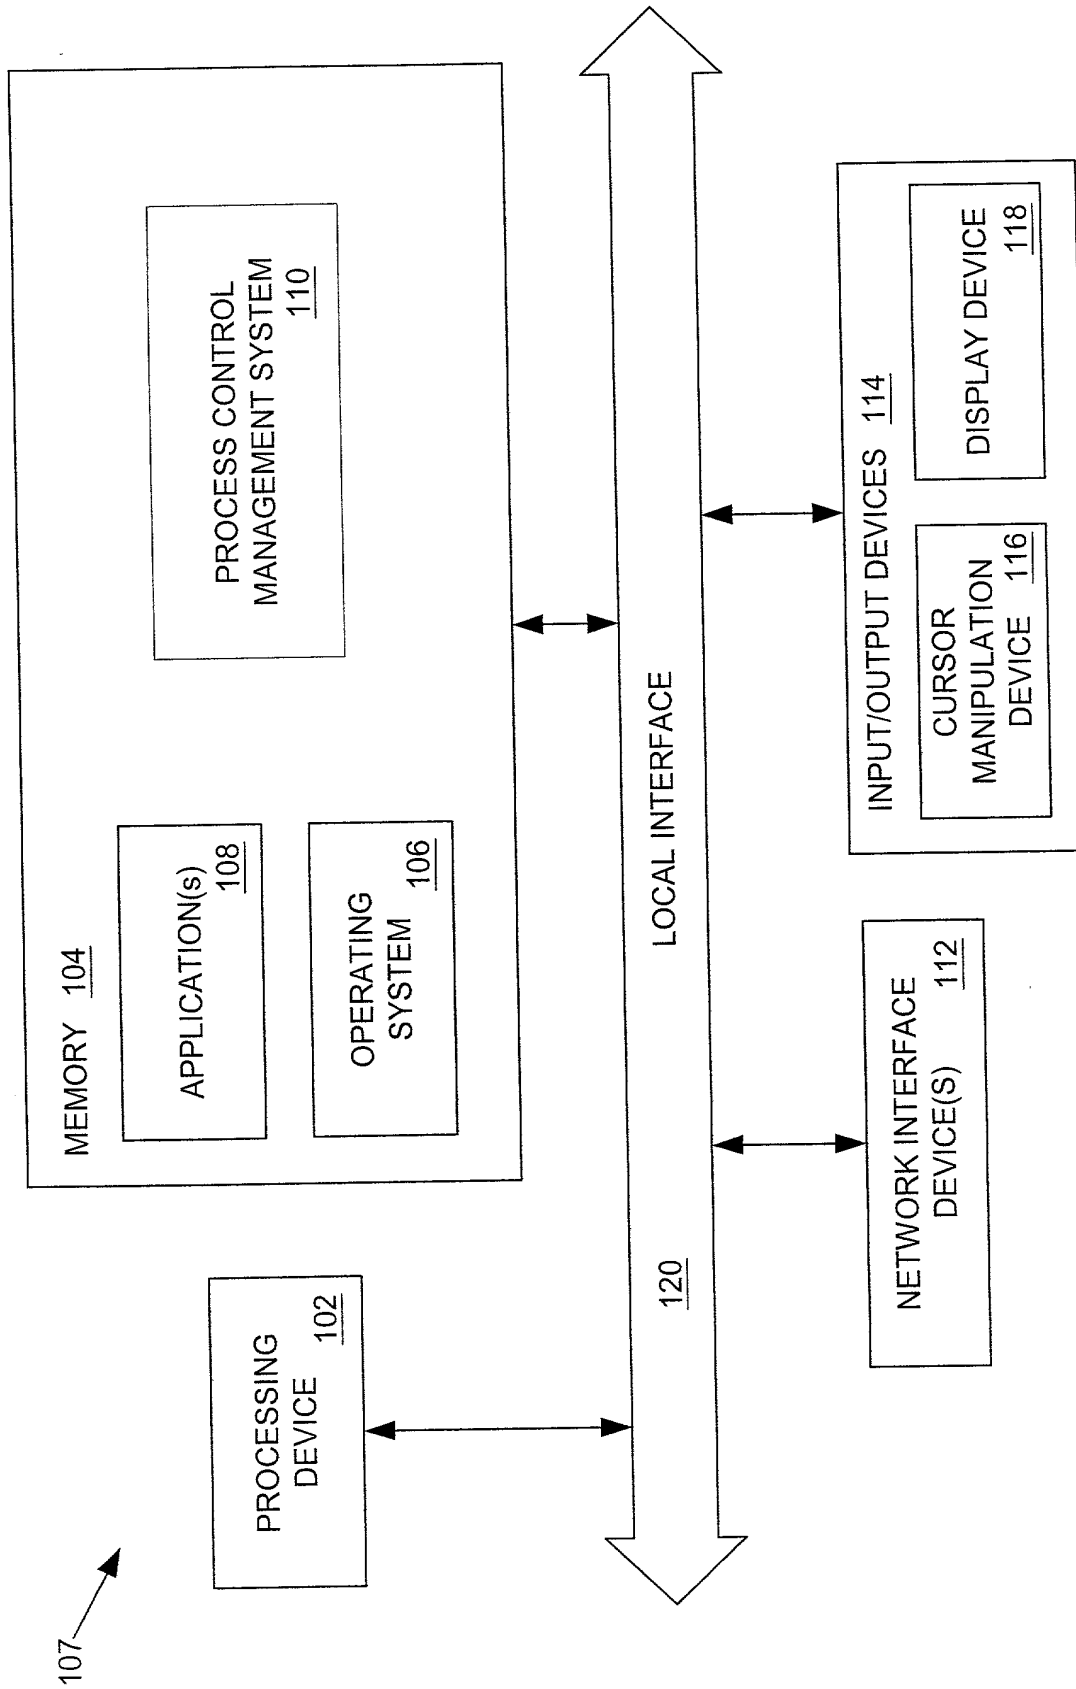 107
PROCESSING
DEVICE
102
MEMORY 104
APPLICATION(s)
108
OPERATING
SYSTEM
106
PROCESS CONTROL
MANAGEMENT SYSTEM
110
LOCAL INTERFACE
120
NETWORK INTERFACE
DEVICE(S)
112
INPUT/OUTPUT DEVICES 114
CURSOR
MANIPULATION
DEVICE
116
DISPLAY DEVICE
118